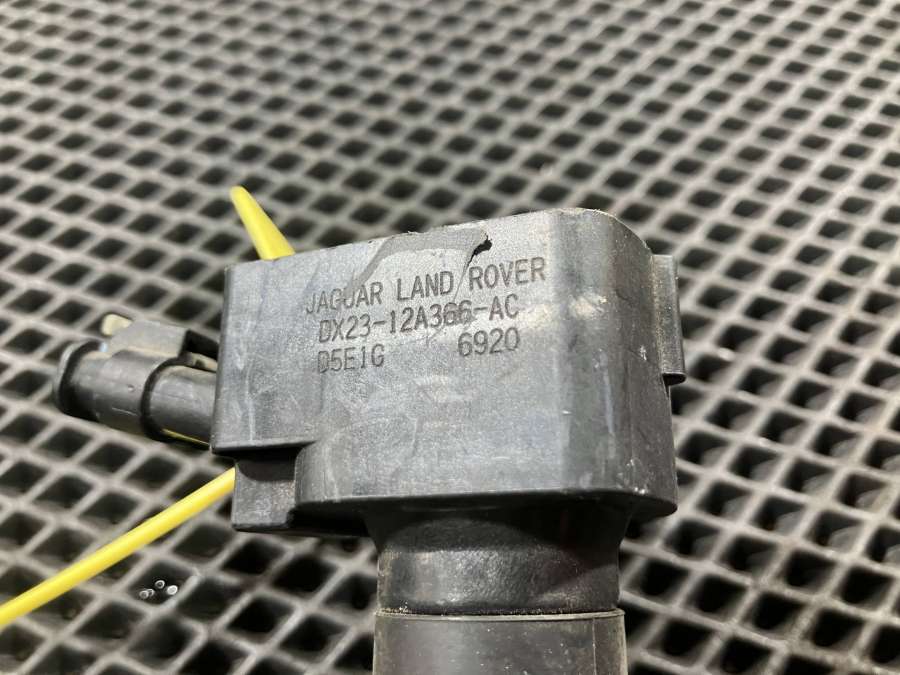 JAGUAR LAND ROVER
DX23-12A366-AC
D5E1G 6920